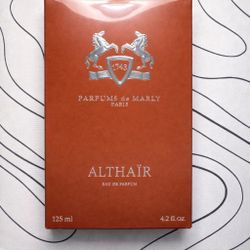 1743
PARFUMS de MARLY
PARIS
ALTHAÏR
EAU DE PARFUM
125 ml 4.2 fl. oz.